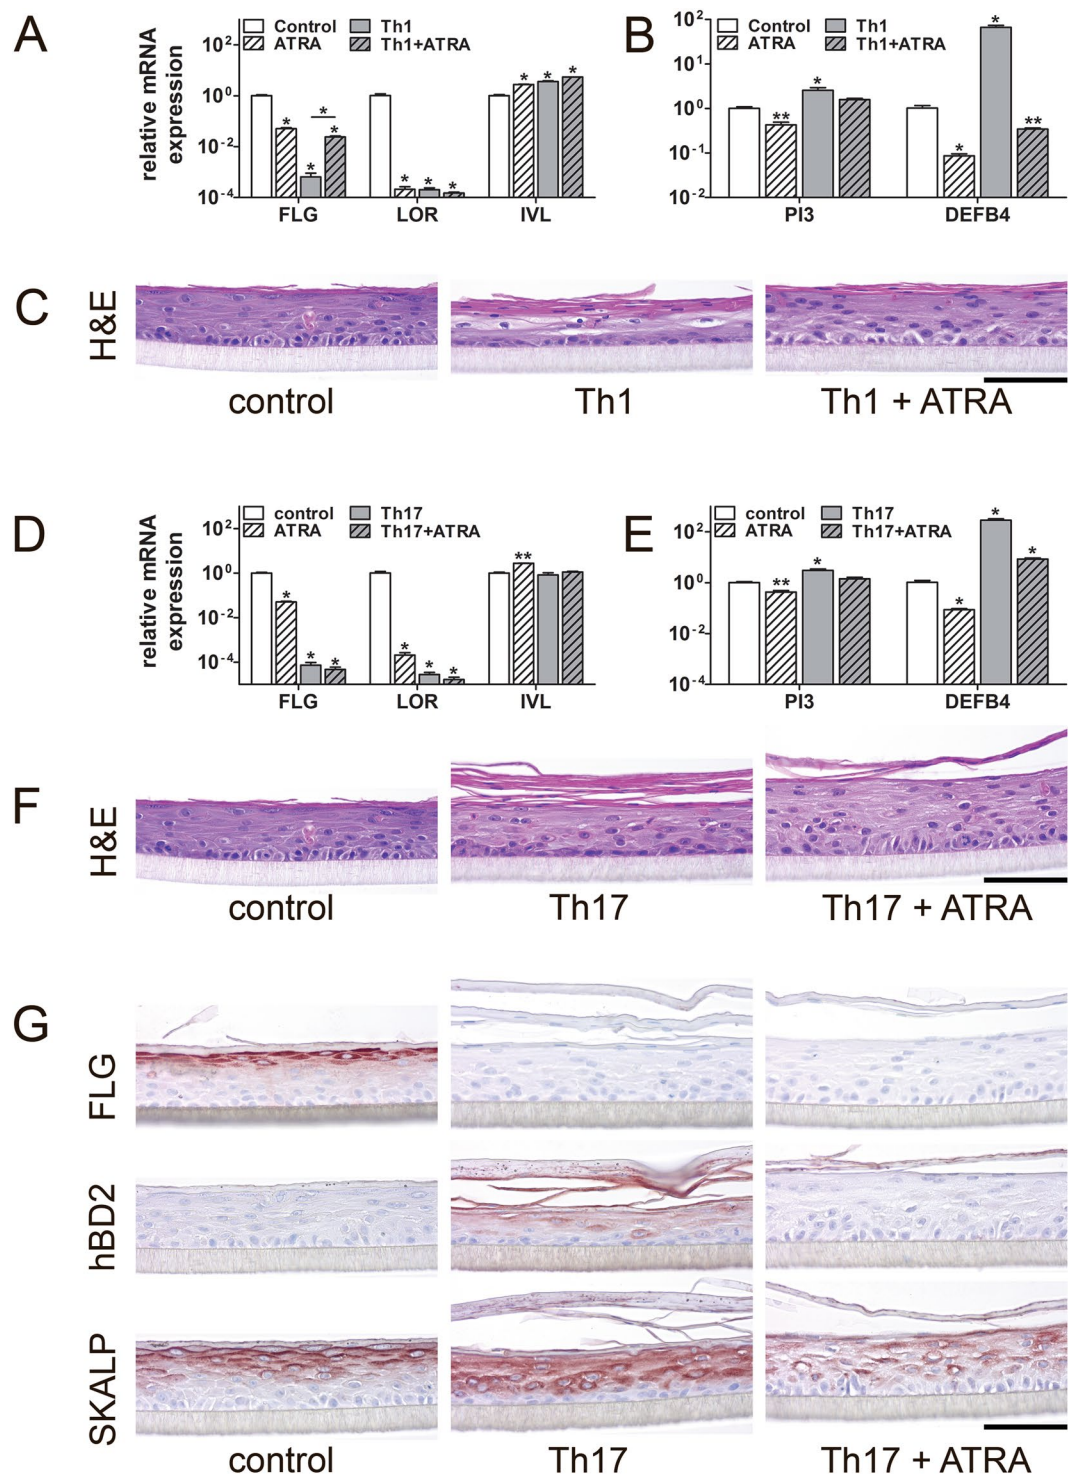 A
relative mRNA
expression
Control
Th1
ATRA
Th1+ATRA
10²
10⁰
10⁻²
10⁻⁴
* * * * * * * * * *
FLG
LOR
IVL
B
Control
Th1
ATRA
Th1+ATRA
10²
10¹
10⁰
10⁻¹
10⁻²
** * * * **
PI3
DEFB4
C
H&E
control
Th1
Th1 + ATRA
D
relative mRNA
expression
control
Th17
ATRA
Th17+ATRA
10²
10⁰
10⁻²
10⁻⁴
* * * * * * **
FLG
LOR
IVL
E
control
Th17
ATRA
Th17+ATRA
10²
10⁰
10⁻²
10⁻⁴
** * * * *
PI3
DEFB4
F
H&E
control
Th17
Th17 + ATRA
G
FLG
hBD2
SKALP
control
Th17
Th17 + ATRA